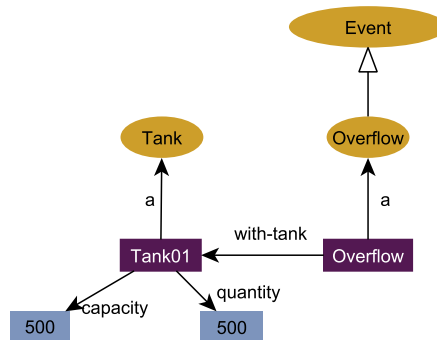 Event
Tank
Overflow
a
a
with-tank
Tank01
Overflow
capacity
quantity
500
500